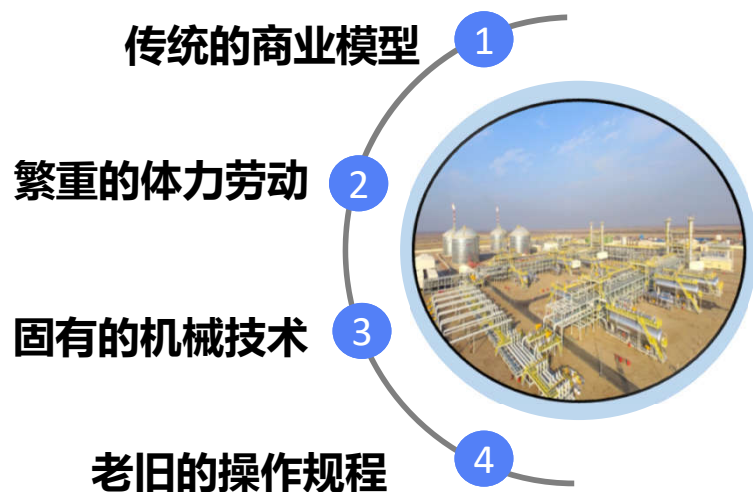 传统的商业模型
1
繁重的体力劳动
2
固有的机械技术
3
老旧的操作规程
4